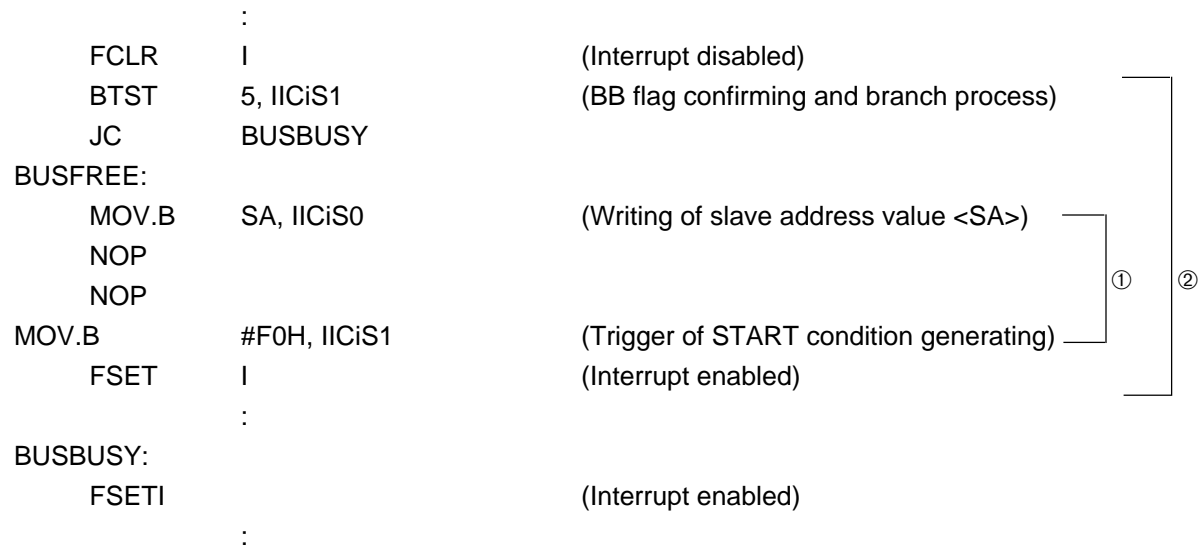 :
FCLR I (Interrupt disabled)
BTST 5, IICiS1 (BB flag confirming and branch process)
JC BUSBUSY
BUSFREE:
MOV.B SA, IICiS0 (Writing of slave address value <SA>)
NOP
NOP
① ②
MOV.B #F0H, IICiS1 (Trigger of START condition generating)
FSET I (Interrupt enabled)
:
BUSBUSY:
FSETI (Interrupt enabled)
: